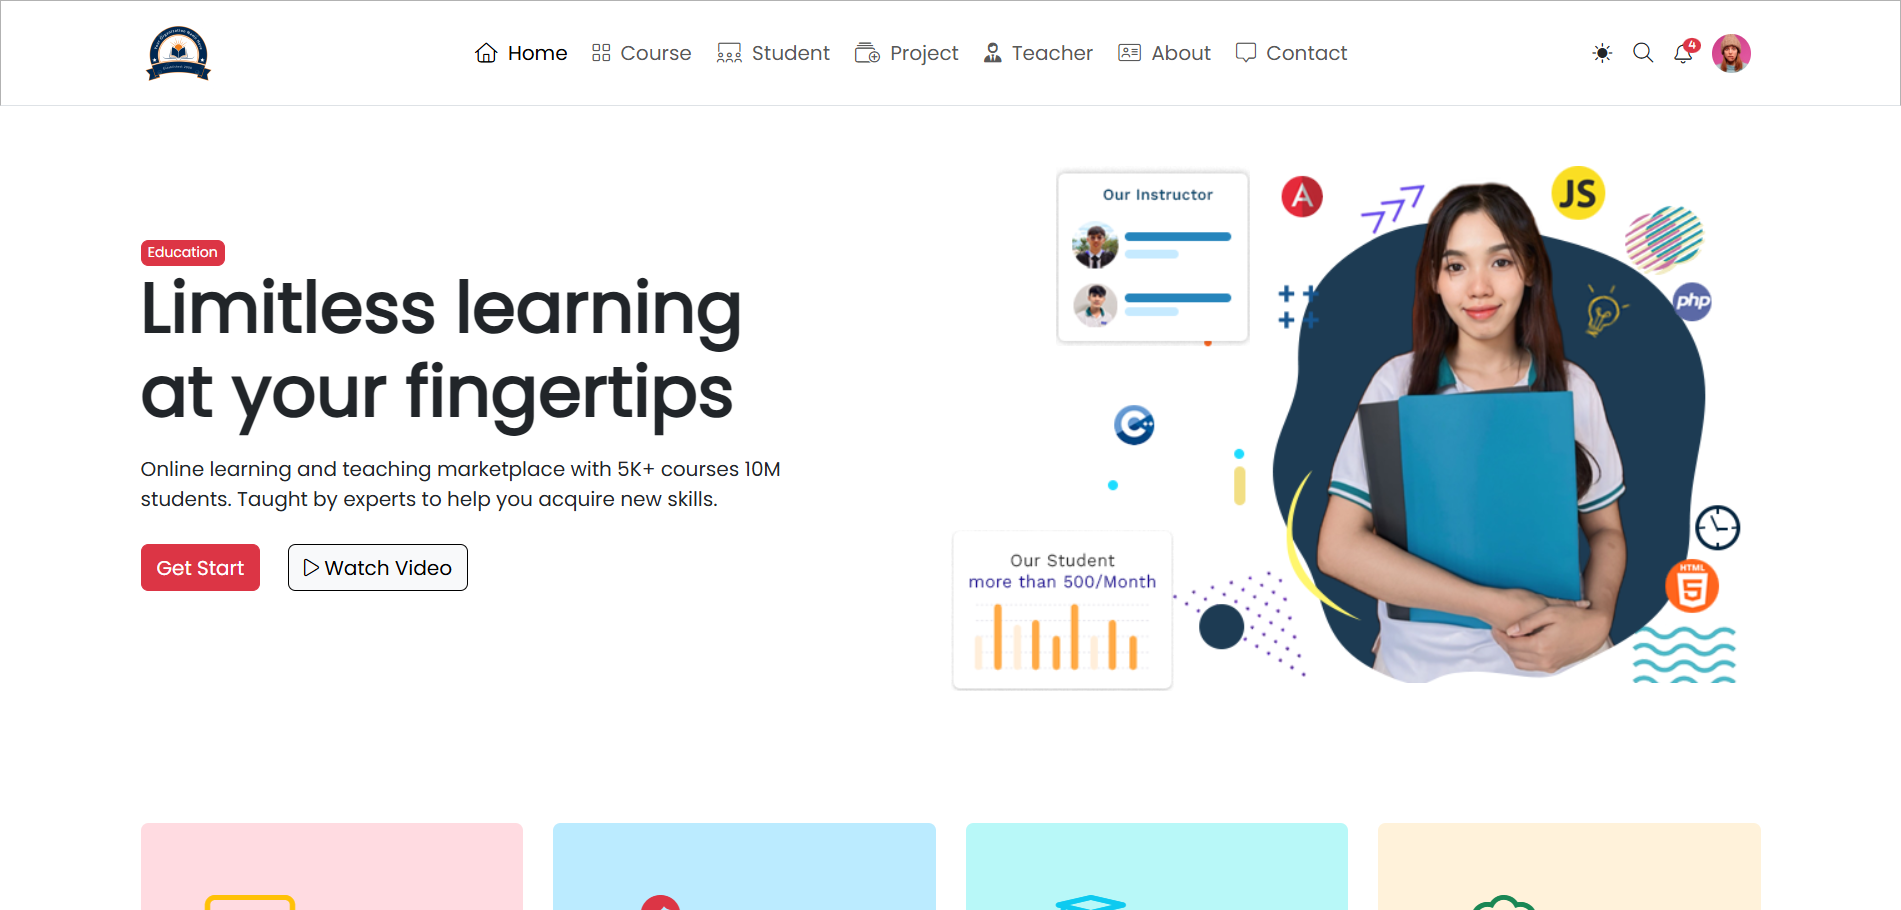 Home
Course
Student
Project
Teacher
About
Contact
4
Education
Limitless learning
at your fingertips
Online learning and teaching marketplace with 5K+ courses 10M
students. Taught by experts to help you acquire new skills.
Get Start
Watch Video
Our Instructor
A
JS
php
C++
Our Student
more than 500/Month
HTML
5